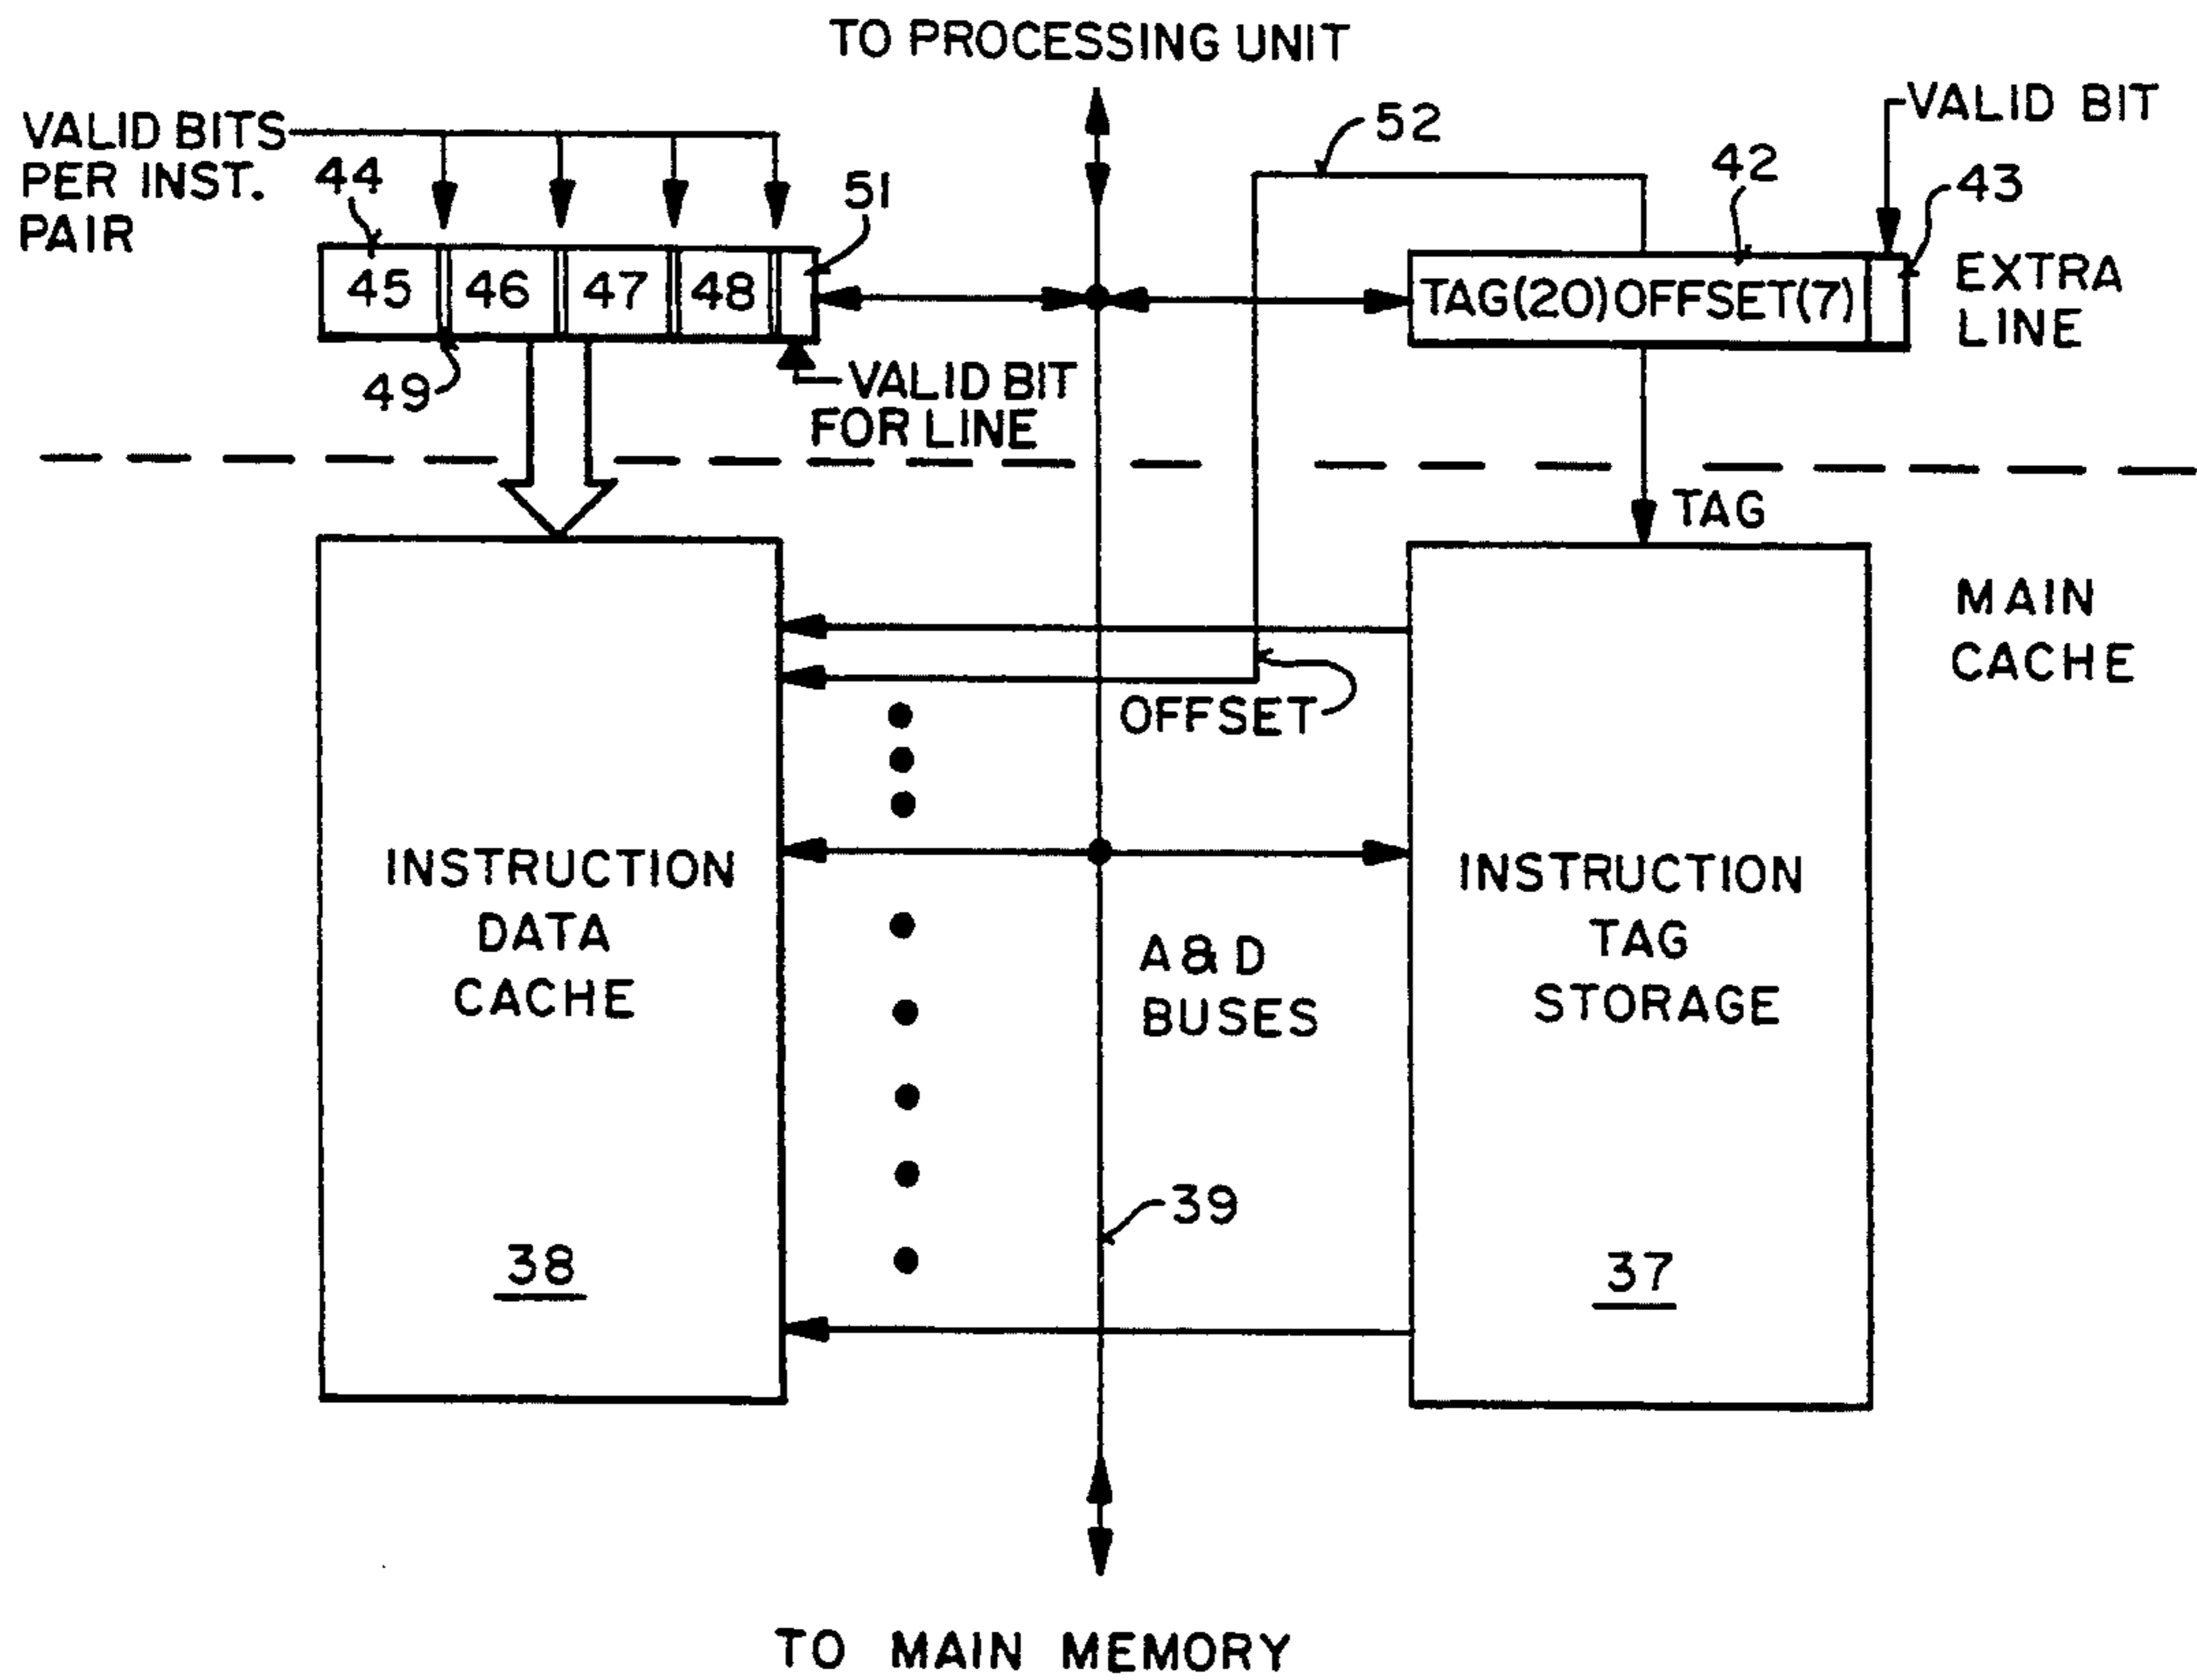 TO PROCESSING UNIT
VALID BITS
PER INST.
PAIR
44
51
52
42
VALID BIT
43
45 46 47 48
TAG(20)OFFSET(7)
EXTRA
LINE
49
VALID BIT
FOR LINE
TAG
MAIN
CACHE
OFFSET
INSTRUCTION
DATA
CACHE
A&D
BUSES
INSTRUCTION
TAG
STORAGE
39
38
37
TO MAIN MEMORY